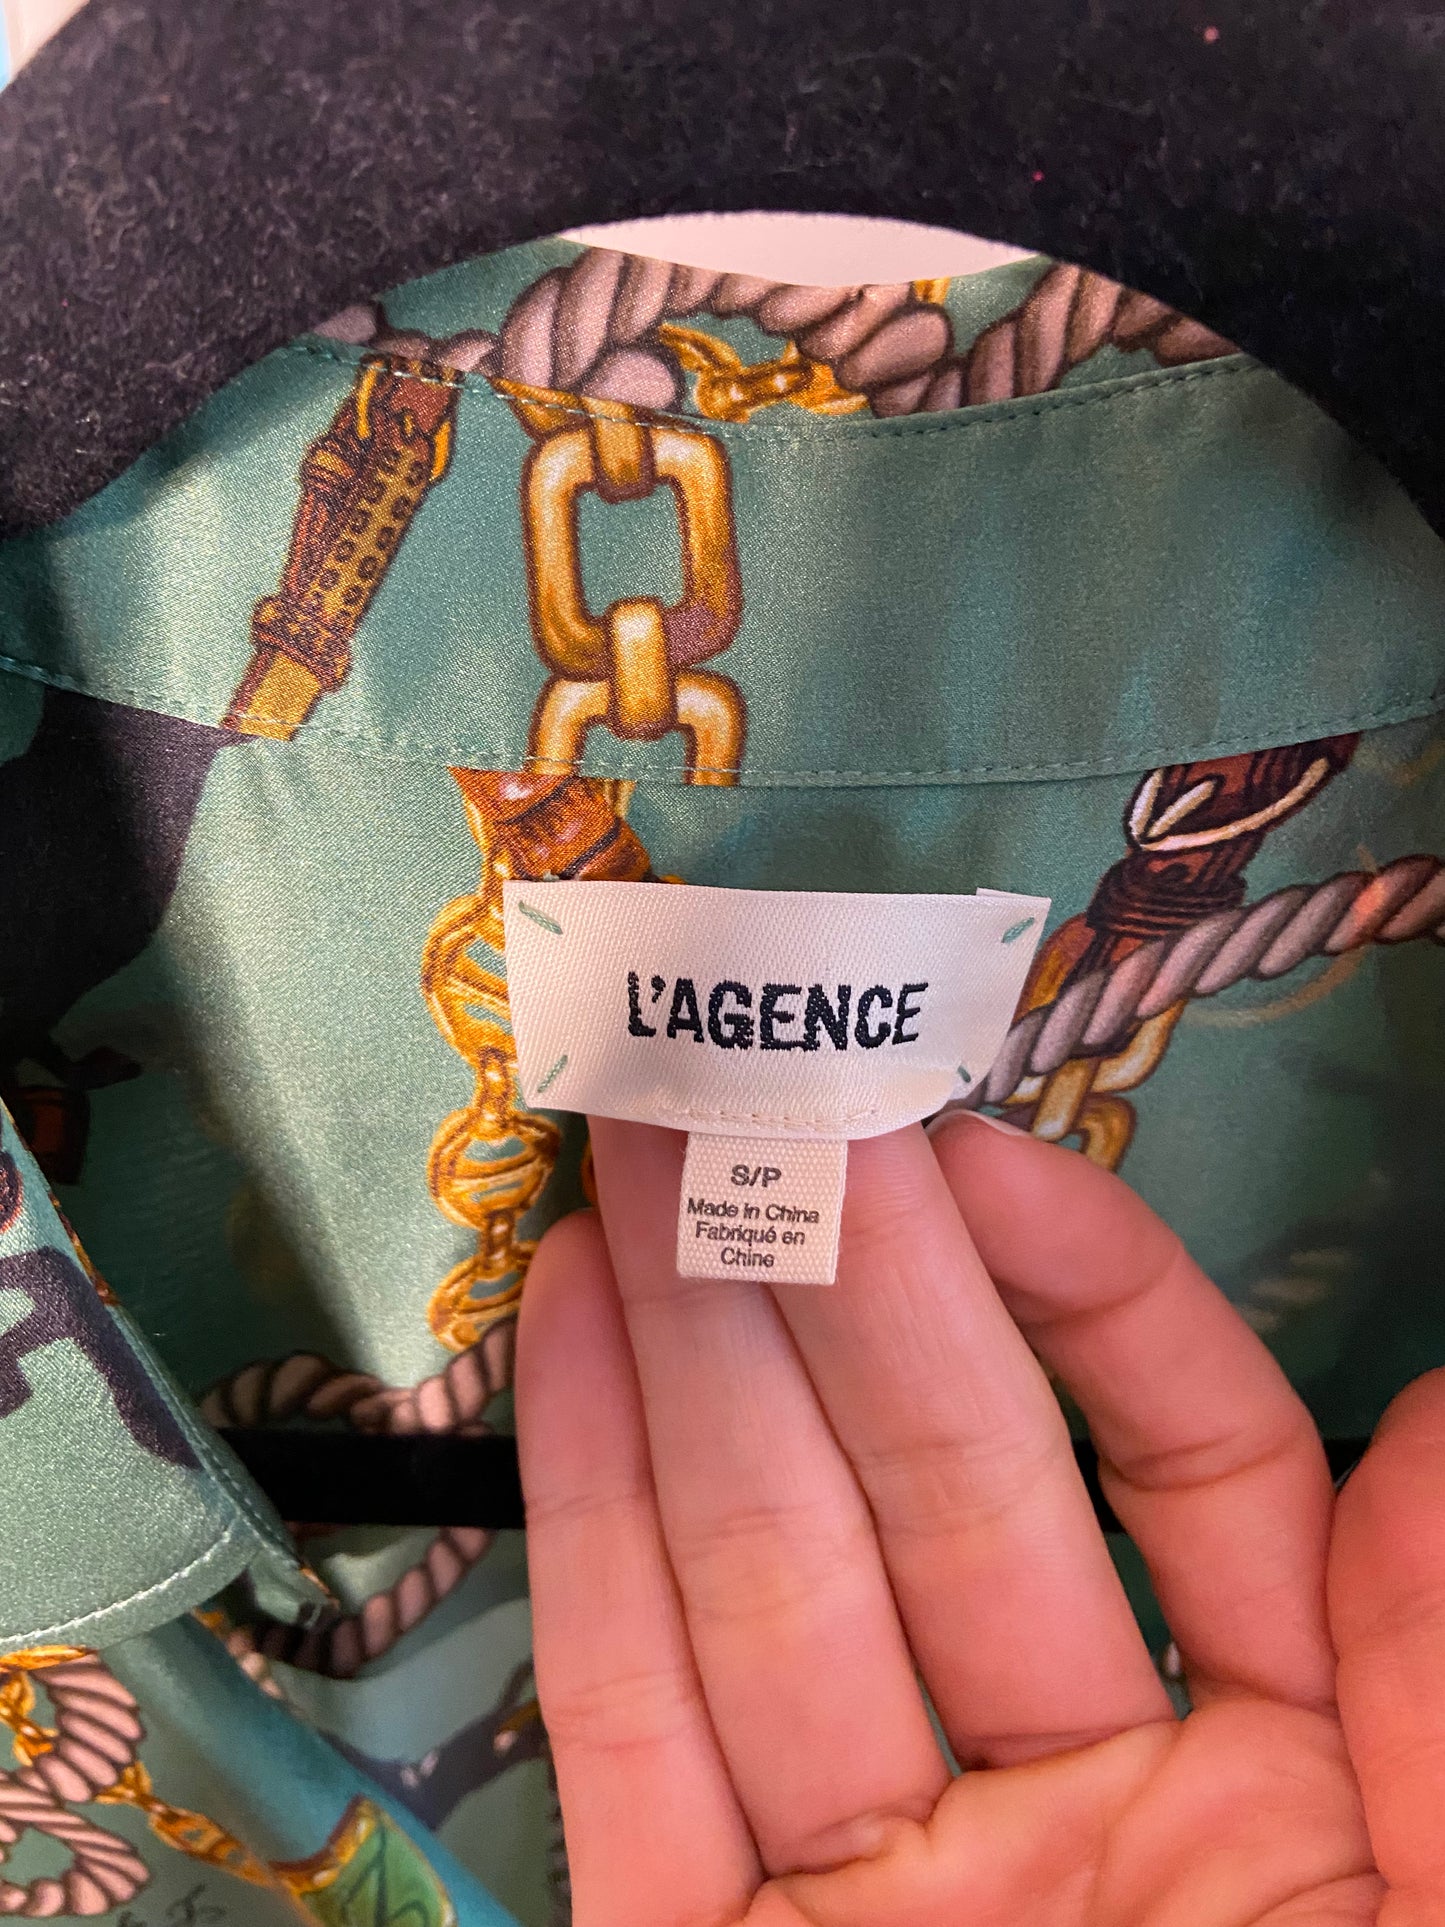 L'AGENCE
S/P
Made in China
Fabriqué en
Chine